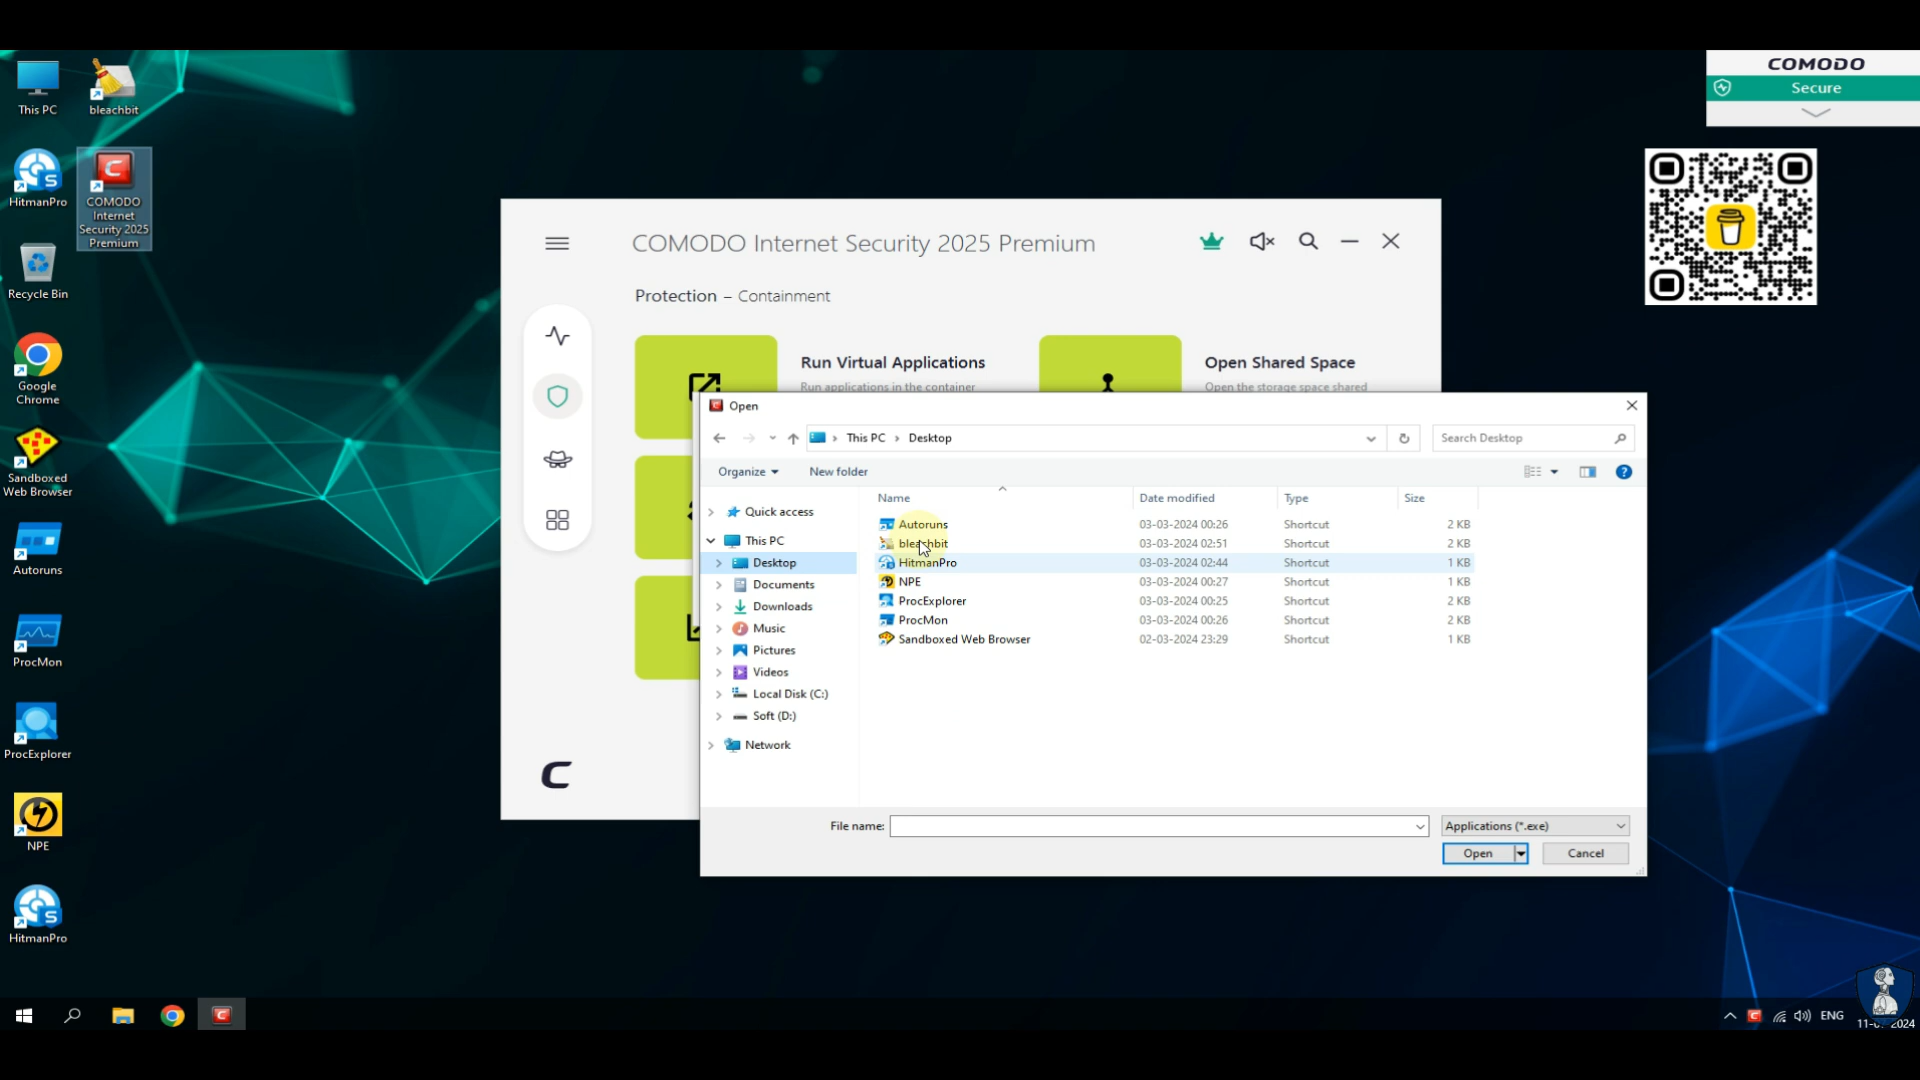 This PC
bleachbit
HitmanPro
COMODO
Internet
Security 2025
Premium
Recycle Bin
Google
Chrome
Sandboxed
Web Browser
Autoruns
ProcMon
ProcExplorer
NPE
HitmanPro
COMODO
Secure
COMODO Internet Security 2025 Premium
Protection – Containment
Run Virtual Applications
Run applications in the container
Open Shared Space
Open the storage space shared
Open
This PC > Desktop
Search Desktop
Organize
New folder
Name Date modified Type Size
Quick access
This PC
Desktop
Documents
Downloads
Music
Pictures
Videos
Local Disk (C:)
Soft (D:)
Network
Autoruns 03-03-2024 00:26 Shortcut 2 KB
bleachbit 03-03-2024 02:51 Shortcut 2 KB
HitmanPro 03-03-2024 02:44 Shortcut 1 KB
NPE 03-03-2024 00:27 Shortcut 1 KB
ProcExplorer 03-03-2024 00:25 Shortcut 2 KB
ProcMon 03-03-2024 00:26 Shortcut 2 KB
Sandboxed Web Browser 02-03-2024 23:29 Shortcut 1 KB
File name:
Applications (*.exe)
Open
Cancel
ENG